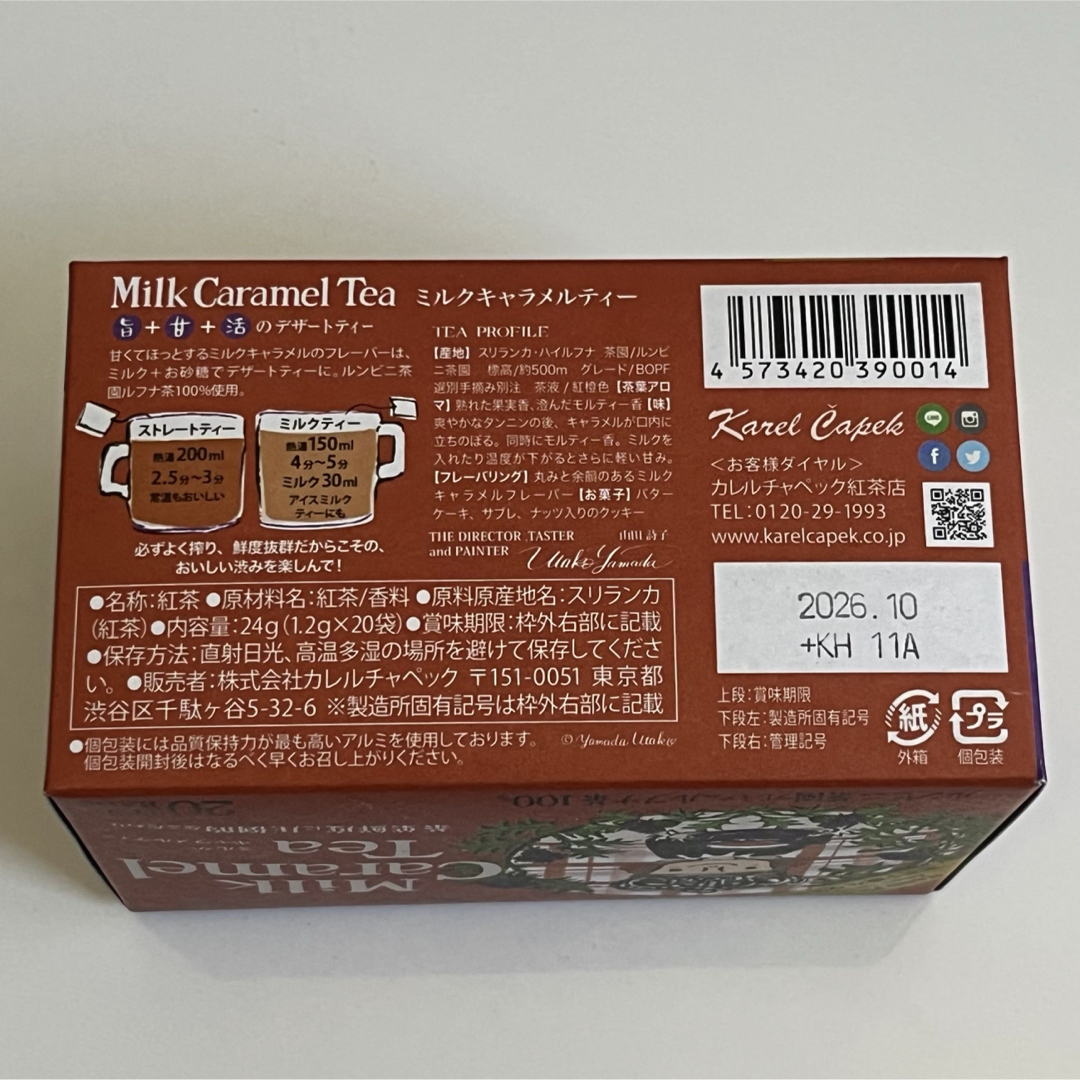 Milk Caramel Tea ミルクキャラメルティー
旨+甘+活のデザートティー
甘くてほっとするミルクキャラメルのフレーバーは、
ミルク+お砂糖でデザートティーに。ルンビニ茶
園ルフナ茶100%使用。
ストレートティー
熱湯200ml
2.5分〜3分
常温もおいしい
ミルクティー
熱湯150ml
4分〜5分
ミルク30ml
アイスミルク
ティーにも
必ずよく搾り、鮮度抜群だからこその、
おいしい渋みを楽しんで!
TEA PROFILE
【産地】スリランカ・ハイルフナ 茶園/ルンビ
ニ茶園 標高/約500m グレード/BOPF
選別手摘み別注 茶液/紅橙色【茶葉アロ
マ】熟れた果実香、澄んだモルティー香【味】
爽やかなタンニンの後、キャラメルが口内に
立ちのぼる。同時にモルティー香。ミルクを
入れたり温度が下がるとさらに軽い甘み。
【フレーバリング】丸みと余韻のあるミルク
キャラメルフレーバー【お菓子】バター
ケーキ、サブレ、ナッツ入りのクッキー
THE DIRECTOR ,TASTER
and PAINTER
山田詩子
Utako Yamada
4 573420 390014
Karel Čapek
LINE
<お客様ダイヤル>
カレルチャペック紅茶店
TEL:0120-29-1993
www.karelcapek.co.jp
2026.10
+KH 11A
上段:賞味期限
下段左:製造所固有記号
下段右:管理記号
紙
外箱
プラ
個包装
●名称:紅茶 ●原材料名:紅茶/香料 ●原料原産地名:スリランカ
(紅茶)●内容量:24g(1.2g×20袋)●賞味期限:枠外右部に記載
●保存方法:直射日光、高温多湿の場所を避けて保存してくださ
い。●販売者:株式会社カレルチャペック 〒151-0051 東京都
渋谷区千駄ヶ谷5-32-6 ※製造所固有記号は枠外右部に記載
●個包装には品質保持力が最も高いアルミを使用しております。
個包装開封後はなるべく早くお召し上がりください。
©Yamada Utako
Milk
Caramel
Tea